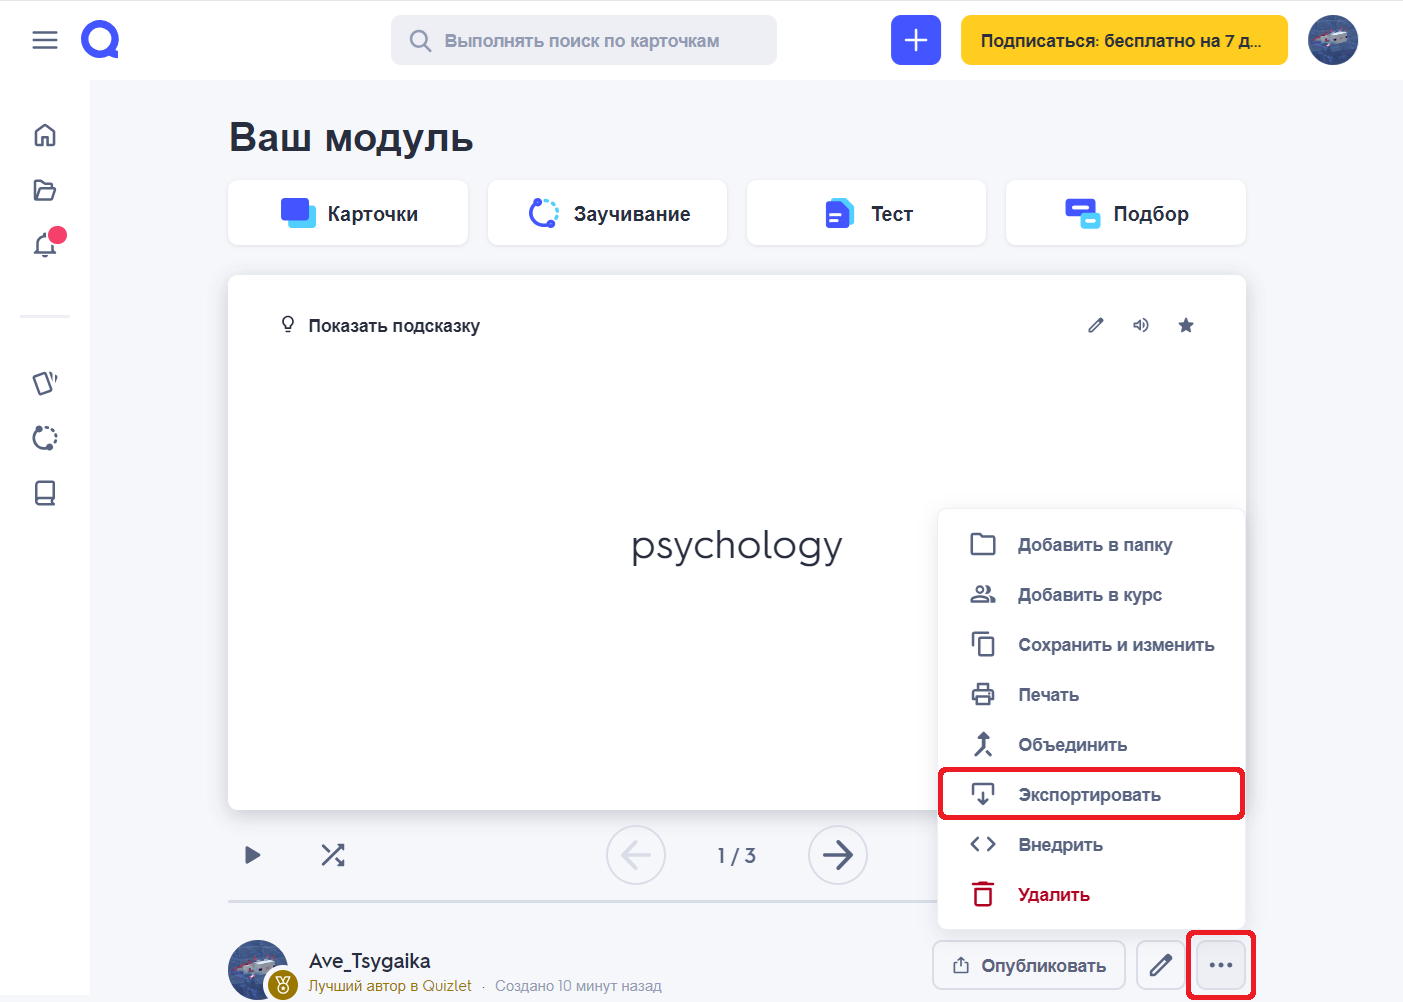 Выполнять поиск по карточкам
Подписаться: бесплатно на 7 д...
Ваш модуль
Карточки
Заучивание
Тест
Подбор
Показать подсказку
psychology
Добавить в папку
Добавить в курс
Сохранить и изменить
Печать
Объединить
Экспортировать
Внедрить
Удалить
1 / 3
Ave_Tsygaika
Лучший автор в Quizlet · Создано 10 минут назад
Опубликовать